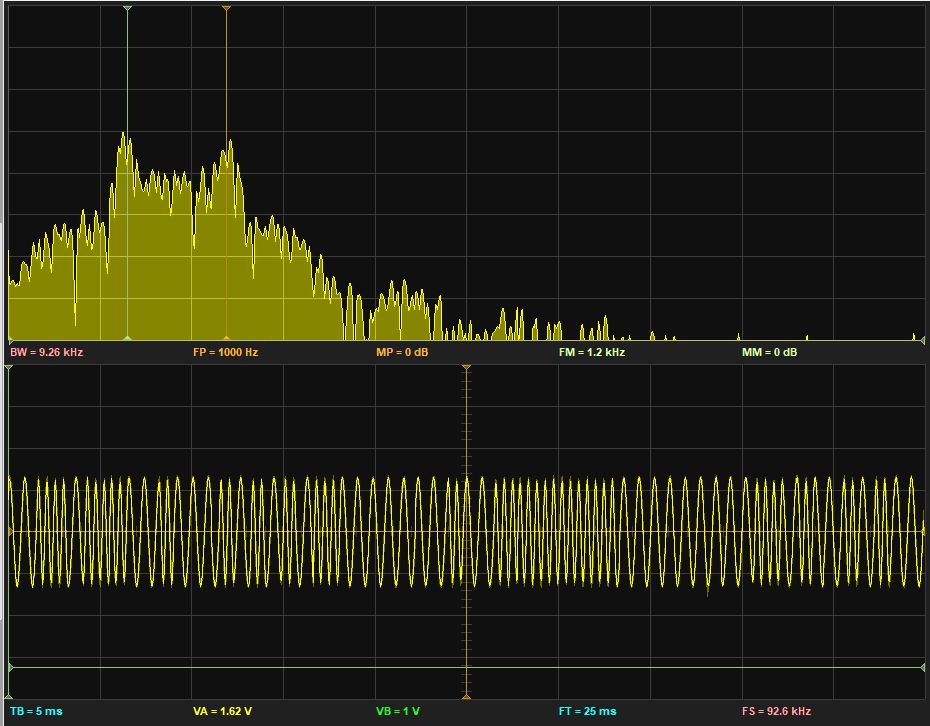 BW = 9.26 kHz FP = 1000 Hz MP = 0 dB FM = 1.2 kHz MM = 0 dB
TB = 5 ms VA = 1.62 V VB = 1 V FT = 25 ms FS = 92.6 kHz